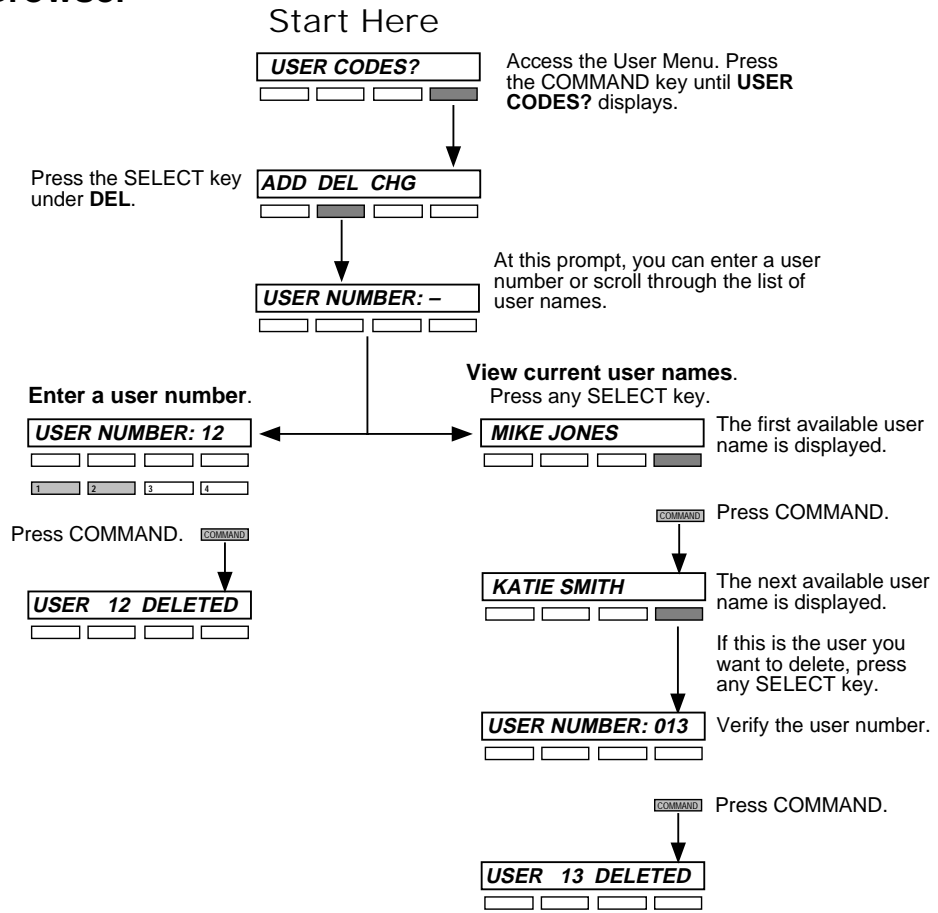 Start Here
USER CODES?
Access the User Menu. Press
the COMMAND key until USER
CODES? displays.
Press the SELECT key
under DEL.
ADD DEL CHG
At this prompt, you can enter a user
number or scroll through the list of
user names.
USER NUMBER: –
Enter a user number.
USER NUMBER: 12
1 2 3 4
Press COMMAND.
COMMAND
USER 12 DELETED
View current user names.
Press any SELECT key.
MIKE JONES
The first available user
name is displayed.
COMMAND
Press COMMAND.
KATIE SMITH
The next available user
name is displayed.
If this is the user you
want to delete, press
any SELECT key.
USER NUMBER: 013
Verify the user number.
COMMAND
Press COMMAND.
USER 13 DELETED